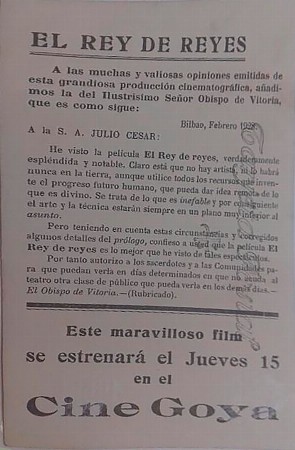 EL REY DE REYES
A las muchas y valiosas opiniones emitidas de
esta grandiosa producción cinematográfica, añadi-
mos la del Ilustrísimo Señor Obispo de Vitoria,
que es como sigue:
Bilbao, Febrero 1928.
A la S. A. JULIO CESAR:
He visto la película El Rey de reyes, verdaderamente
espléndida y notable. Claro está que no hay artista, ni lo habrá
nunca en la tierra, aunque utilice todos los recursos que inven-
te el progreso futuro humano, que pueda dar idea remota de lo
que es divino. Se trata de lo que es inefable y por consiguiente
el arte y la técnica estarán siempre en un plano muy inferior al
asunto.
Pero teniendo en cuenta estas circunstancias y corregidos
algunos detalles del prólogo, confieso a usted que la película El
Rey de reyes es lo mejor que he visto de tales espectáculos.
Por tanto autorizo a los sacerdotes y a las Comunidades pa-
ra que puedan verla en días determinados en que no acuda al
teatro otra clase de público que pueda verla en los demás días.—
El Obispo de Vitoria.—(Rubricado).
Este maravilloso film
se estrenará el Jueves 15
en el
Cine Goya